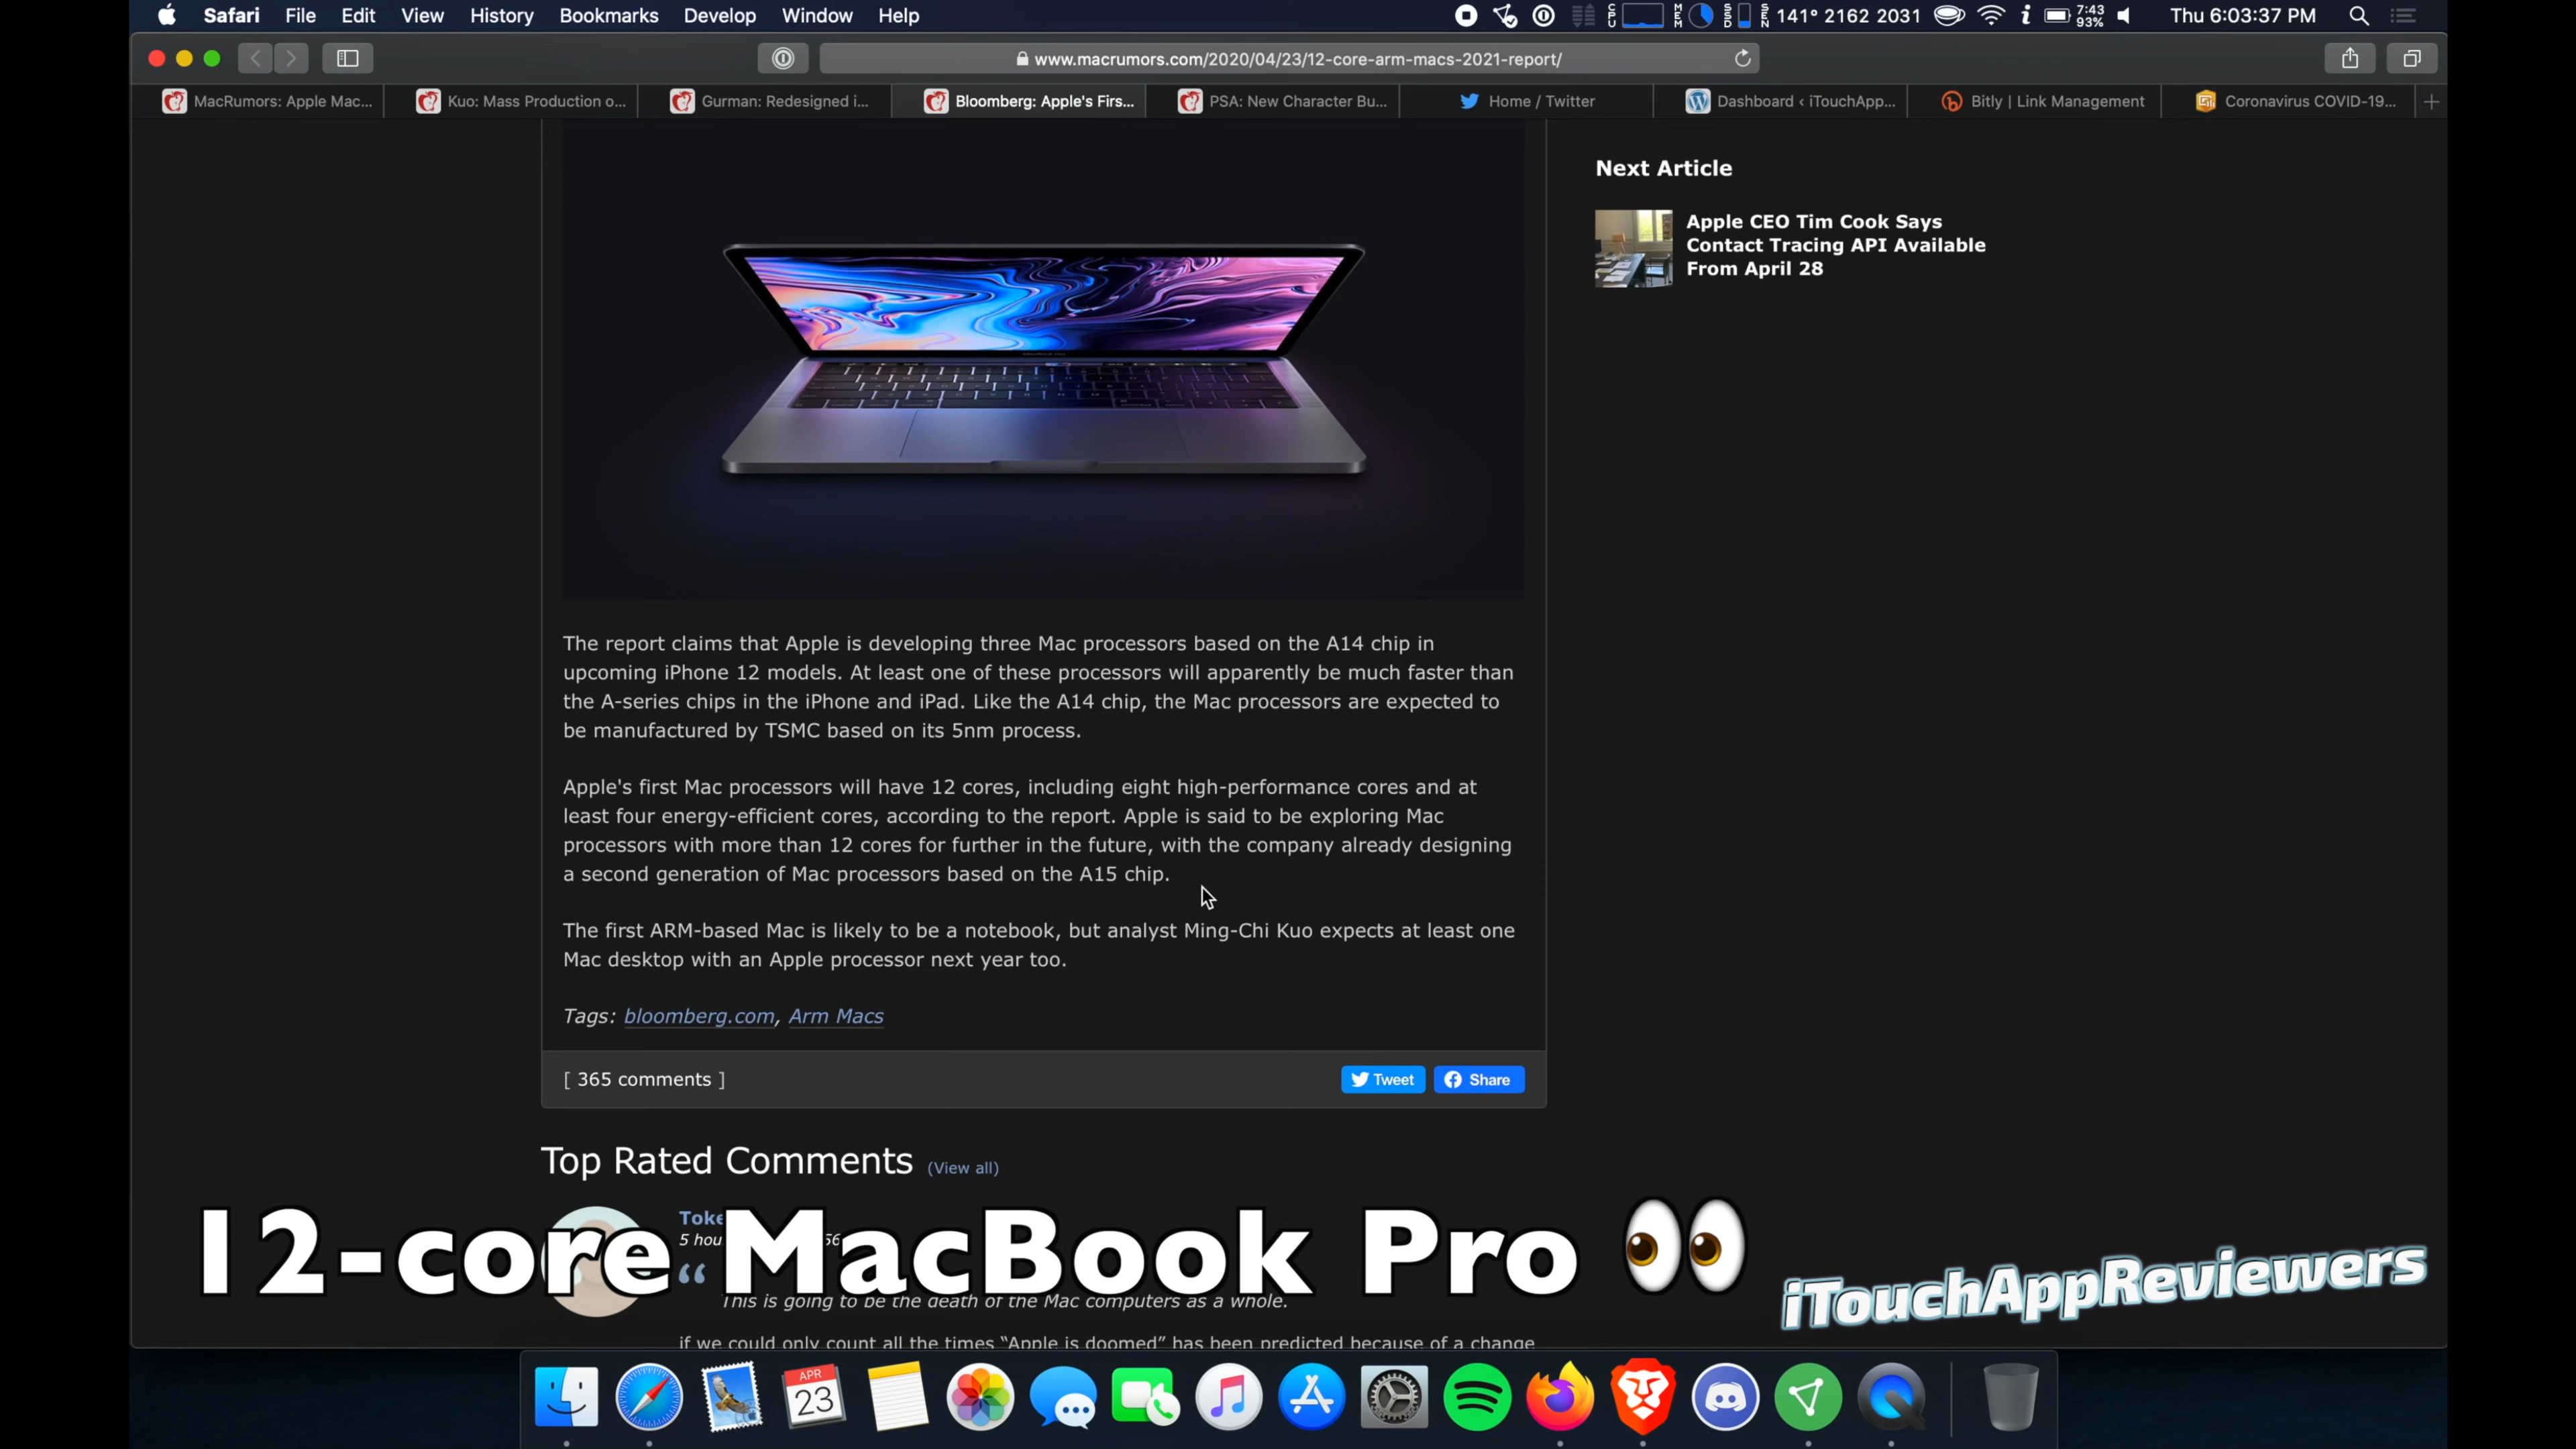 Safari File Edit View History Bookmarks Develop Window Help
CPU MEM SSD SEN 141° 2162 2031 7:43 93% Thu 6:03:37 PM
www.macrumors.com/2020/04/23/12-core-arm-macs-2021-report/
MacRumors: Apple Mac... Kuo: Mass Production o... Gurman: Redesigned i... Bloomberg: Apple's Firs... PSA: New Character Bu... Home / Twitter Dashboard ‹ iTouchApp... Bitly | Link Management Coronavirus COVID-19...
Next Article
Apple CEO Tim Cook Says
Contact Tracing API Available
From April 28
The report claims that Apple is developing three Mac processors based on the A14 chip in
upcoming iPhone 12 models. At least one of these processors will apparently be much faster than
the A-series chips in the iPhone and iPad. Like the A14 chip, the Mac processors are expected to
be manufactured by TSMC based on its 5nm process.
Apple's first Mac processors will have 12 cores, including eight high-performance cores and at
least four energy-efficient cores, according to the report. Apple is said to be exploring Mac
processors with more than 12 cores for further in the future, with the company already designing
a second generation of Mac processors based on the A15 chip.
The first ARM-based Mac is likely to be a notebook, but analyst Ming-Chi Kuo expects at least one
Mac desktop with an Apple processor next year too.
Tags: bloomberg.com, Arm Macs
[ 365 comments ]
Tweet Share
Top Rated Comments (View all)
12-core MacBook Pro 👀
iTouchAppReviewers
This is going to be the death of the Mac computers as a whole.
if we could only count all the times “Apple is doomed” has been predicted because of a change
APR
23